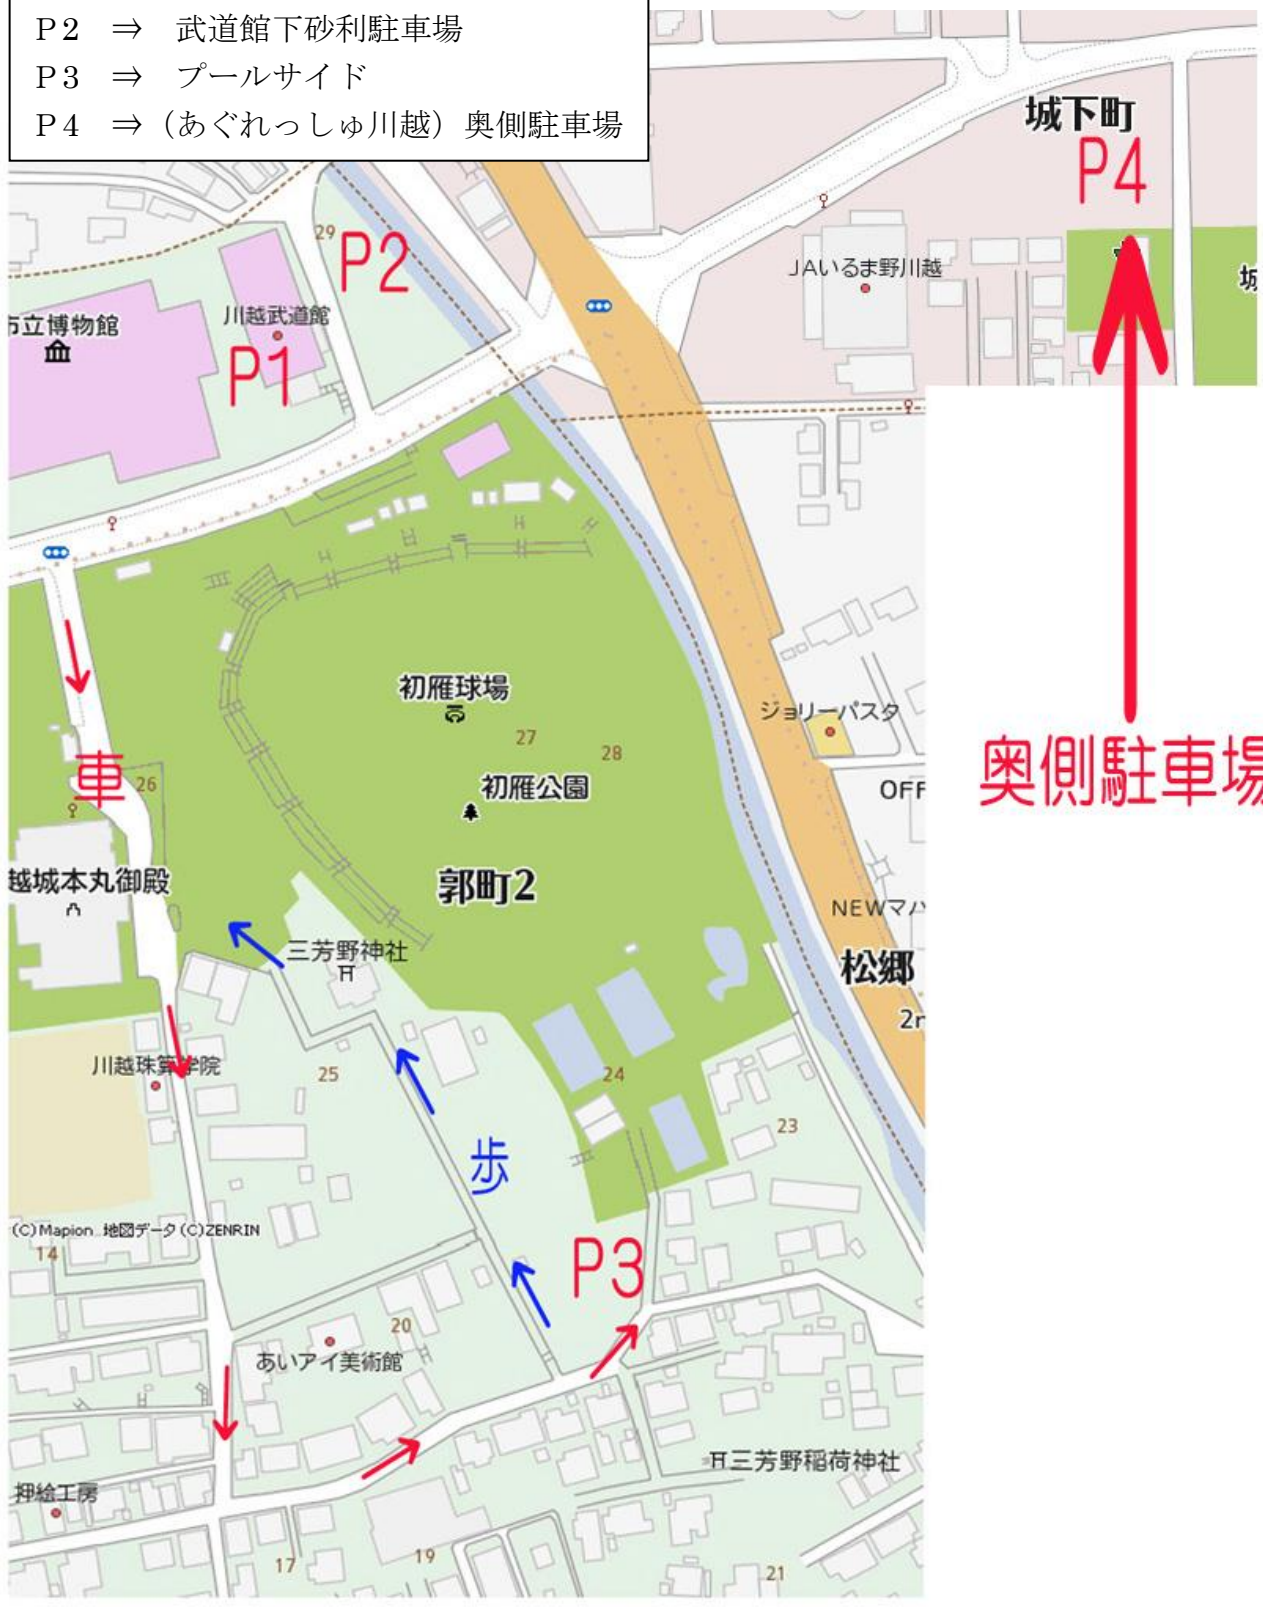 P2 ⇒ 武道館下砂利駐車場
P3 ⇒ プールサイド
P4 ⇒(あぐれっしゅ川越)奥側駐車場
城下町
P4
29
P2
JAいるま野川越
城
市立博物館
川越武道館
P1
初雁球場
27
28
ジョリーパスタ
車
26
初雁公園
OFF
奥側駐車場
越城本丸御殿
郭町2
NEWマハ
三芳野神社
松郷
川越珠算学院
25
24
歩
23
(C)Mapion 地図データ(C)ZENRIN
14
P3
20
あいアイ美術館
三芳野稲荷神社
押絵工房
17
19
21